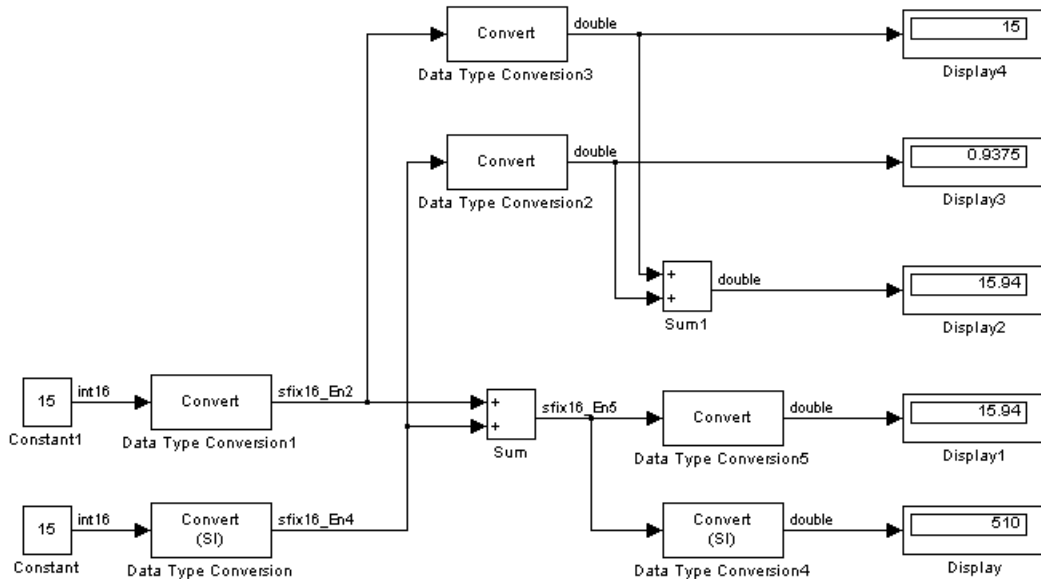 double
Convert
15
Data Type Conversion3
Display4
double
Convert
0.9375
Data Type Conversion2
Display3
+
+
double
15.94
Sum1
Display2
15
int16
Convert
sfix16_En2
+
+
sfix16_En5
Convert
double
15.94
Constant1
Data Type Conversion1
Sum
Data Type Conversion5
Display1
15
int16
Convert
(SI)
sfix16_En4
Convert
(SI)
double
510
Constant
Data Type Conversion
Data Type Conversion4
Display